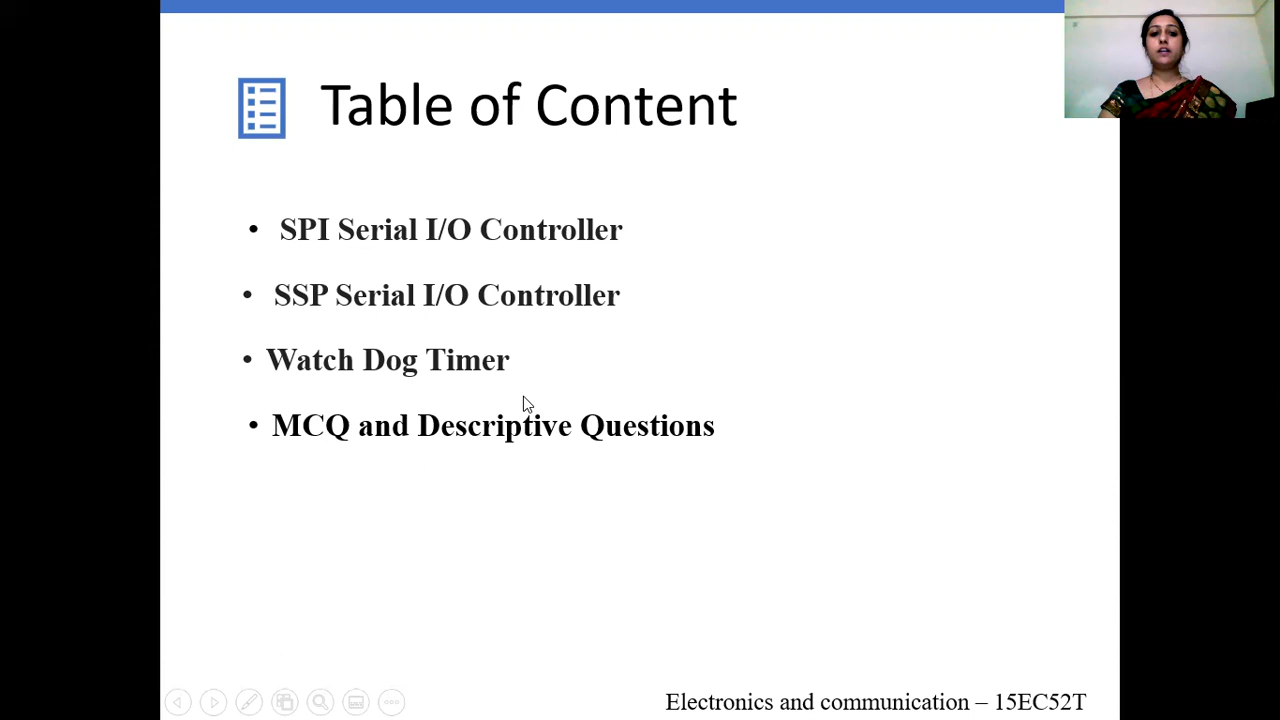 Table of Content
• SPI Serial I/O Controller
• SSP Serial I/O Controller
• Watch Dog Timer
• MCQ and Descriptive Questions
Electronics and communication – 15EC52T